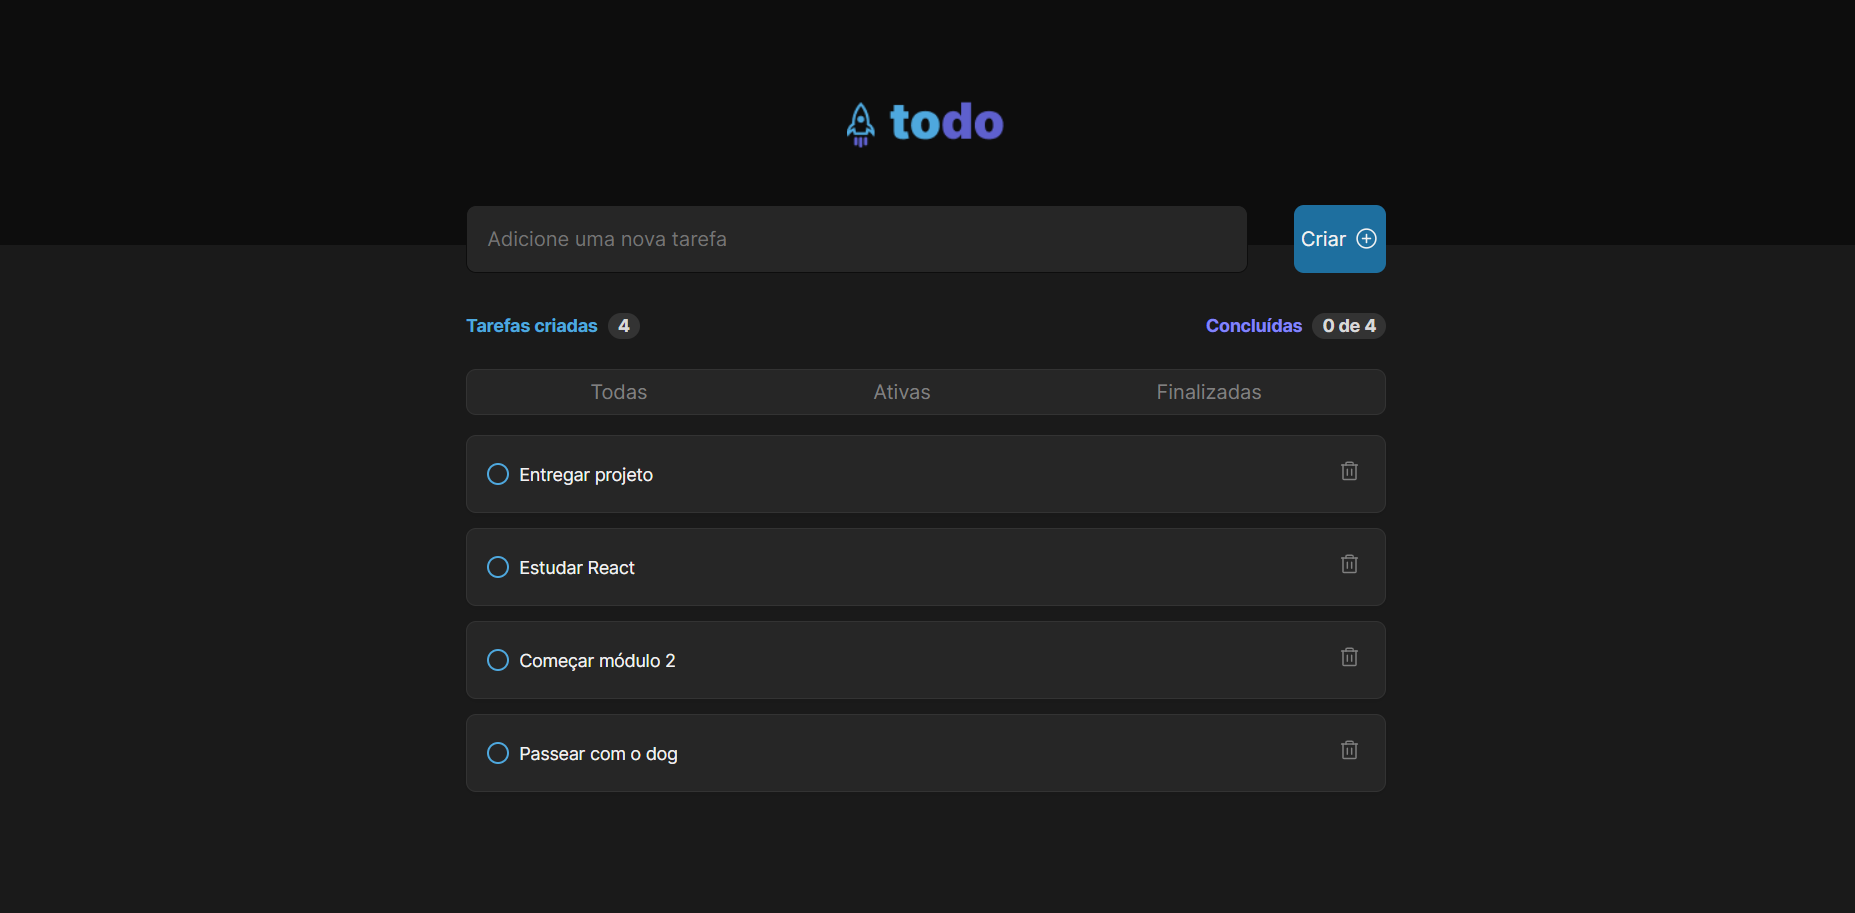 todo
Adicione uma nova tarefa
Criar
Tarefas criadas 4
Concluídas 0 de 4
Todas Ativas Finalizadas
Entregar projeto
Estudar React
Começar módulo 2
Passear com o dog